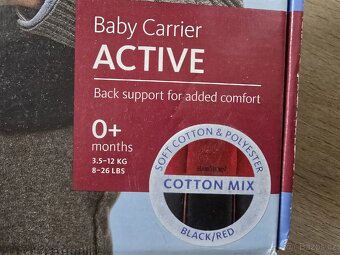 Baby Carrier
ACTIVE
Back support for added comfort
0+
months
3.5–12 KG
8–26 LBS
SOFT COTTON & POLYESTER
COTTON MIX
BLACK/RED